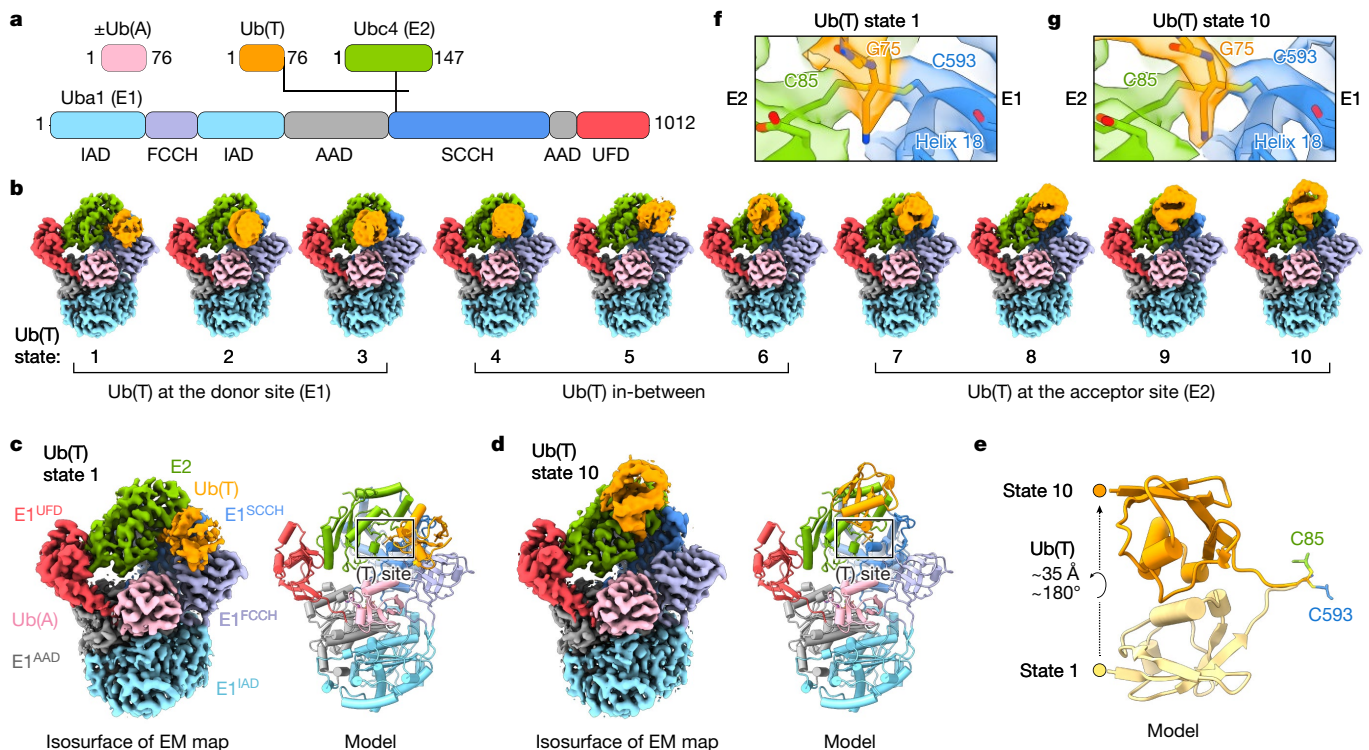 a
±Ub(A)
1 76
Ub(T)
1 76
Ubc4 (E2)
1 147
Uba1 (E1)
1 1012
IAD FCCH IAD AAD SCCH AAD UFD
b
Ub(T)
state:
1 2 3 4 5 6 7 8 9 10
Ub(T) at the donor site (E1)
Ub(T) in-between
Ub(T) at the acceptor site (E2)
c
Ub(T)
state 1
E2
Ub(T)
E1SCCH
E1UFD
Ub(A)
E1FCCH
E1AAD
E1IAD
(T) site
Isosurface of EM map
Model
d
Ub(T)
state 10
(T) site
Isosurface of EM map
Model
e
State 10
Ub(T)
~35 Å
~180°
State 1
C85
C593
Model
f
Ub(T) state 1
G75
C593
C85
E2
E1
Helix 18
g
Ub(T) state 10
G75
C593
C85
E2
E1
Helix 18